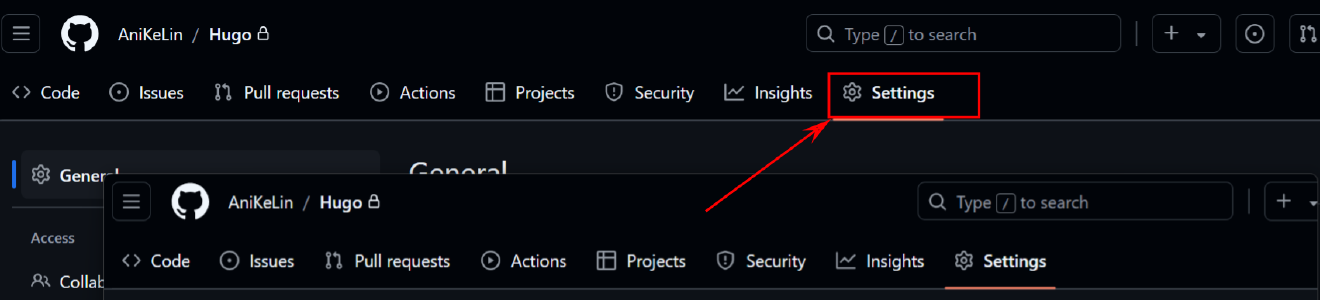 AniKeLin / Hugo
Type / to search
Code Issues Pull requests Actions Projects Security Insights Settings
General
General
AniKeLin / Hugo
Type / to search
Access
Code Issues Pull requests Actions Projects Security Insights Settings
Collab